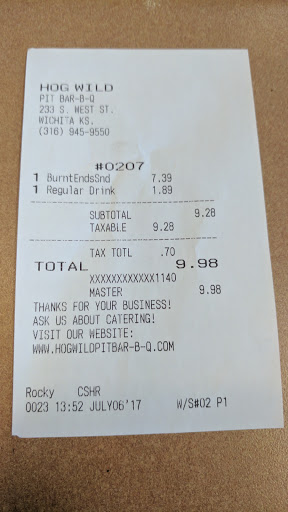 HOG WILD
PIT BAR-B-Q
233 S. WEST ST.
WICHITA KS.
(316) 945-9550
#0207
1 BurntEndsSnd 7.39
1 Regular Drink 1.89
SUBTOTAL 9.28
TAXABLE 9.28
TAX TOTL .70
TOTAL 9.98
XXXXXXXXXXXX1140
MASTER 9.98
THANKS FOR YOUR BUSINESS!
ASK US ABOUT CATERING!
VISIT OUR WEBSITE:
WWW.HOGWILDPITBAR-B-Q.COM
Rocky CSHR
0023 13:52 JULY06'17 W/S#02 P1